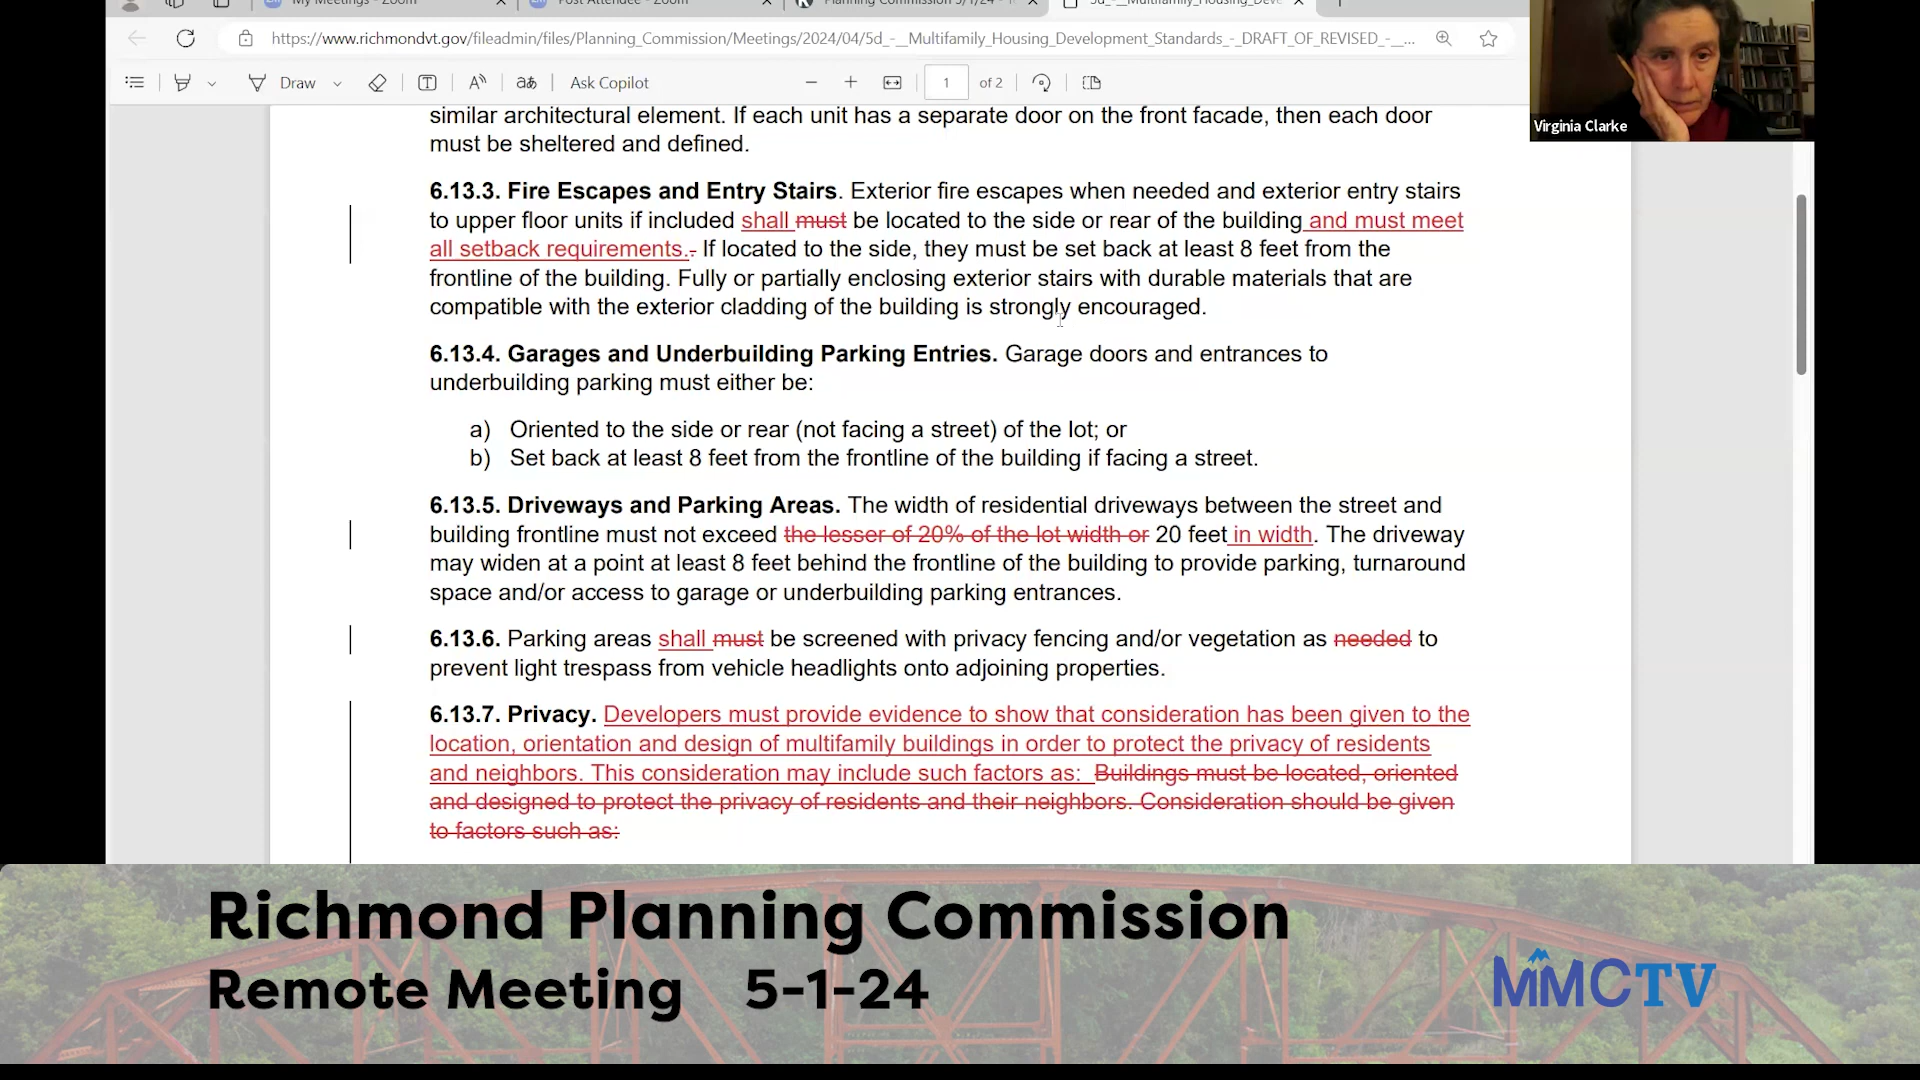 My Meetings - Zoom
Post Attendee - Zoom
Planning Commission 5/1/24 -
5d_-_Multifamily_Housing_Deve
https://www.richmondvt.gov/fileadmin/files/Planning_Commission/Meetings/2024/04/5d_-__Multifamily_Housing_Development_Standards_-_DRAFT_OF_REVISED_-__...
Draw
Ask Copilot
1 of 2
Virginia Clarke
similar architectural element. If each unit has a separate door on the front facade, then each door
must be sheltered and defined.
6.13.3. Fire Escapes and Entry Stairs. Exterior fire escapes when needed and exterior entry stairs
to upper floor units if included shall must be located to the side or rear of the building and must meet
all setback requirements.. If located to the side, they must be set back at least 8 feet from the
frontline of the building. Fully or partially enclosing exterior stairs with durable materials that are
compatible with the exterior cladding of the building is strongly encouraged.
6.13.4. Garages and Underbuilding Parking Entries. Garage doors and entrances to
underbuilding parking must either be:
a) Oriented to the side or rear (not facing a street) of the lot; or
b) Set back at least 8 feet from the frontline of the building if facing a street.
6.13.5. Driveways and Parking Areas. The width of residential driveways between the street and
building frontline must not exceed the lesser of 20% of the lot width or 20 feet in width. The driveway
may widen at a point at least 8 feet behind the frontline of the building to provide parking, turnaround
space and/or access to garage or underbuilding parking entrances.
6.13.6. Parking areas shall must be screened with privacy fencing and/or vegetation as needed to
prevent light trespass from vehicle headlights onto adjoining properties.
6.13.7. Privacy. Developers must provide evidence to show that consideration has been given to the
location, orientation and design of multifamily buildings in order to protect the privacy of residents
and neighbors. This consideration may include such factors as: Buildings must be located, oriented
and designed to protect the privacy of residents and their neighbors. Consideration should be given
to factors such as:
Richmond Planning Commission
Remote Meeting 5-1-24
MMCTV